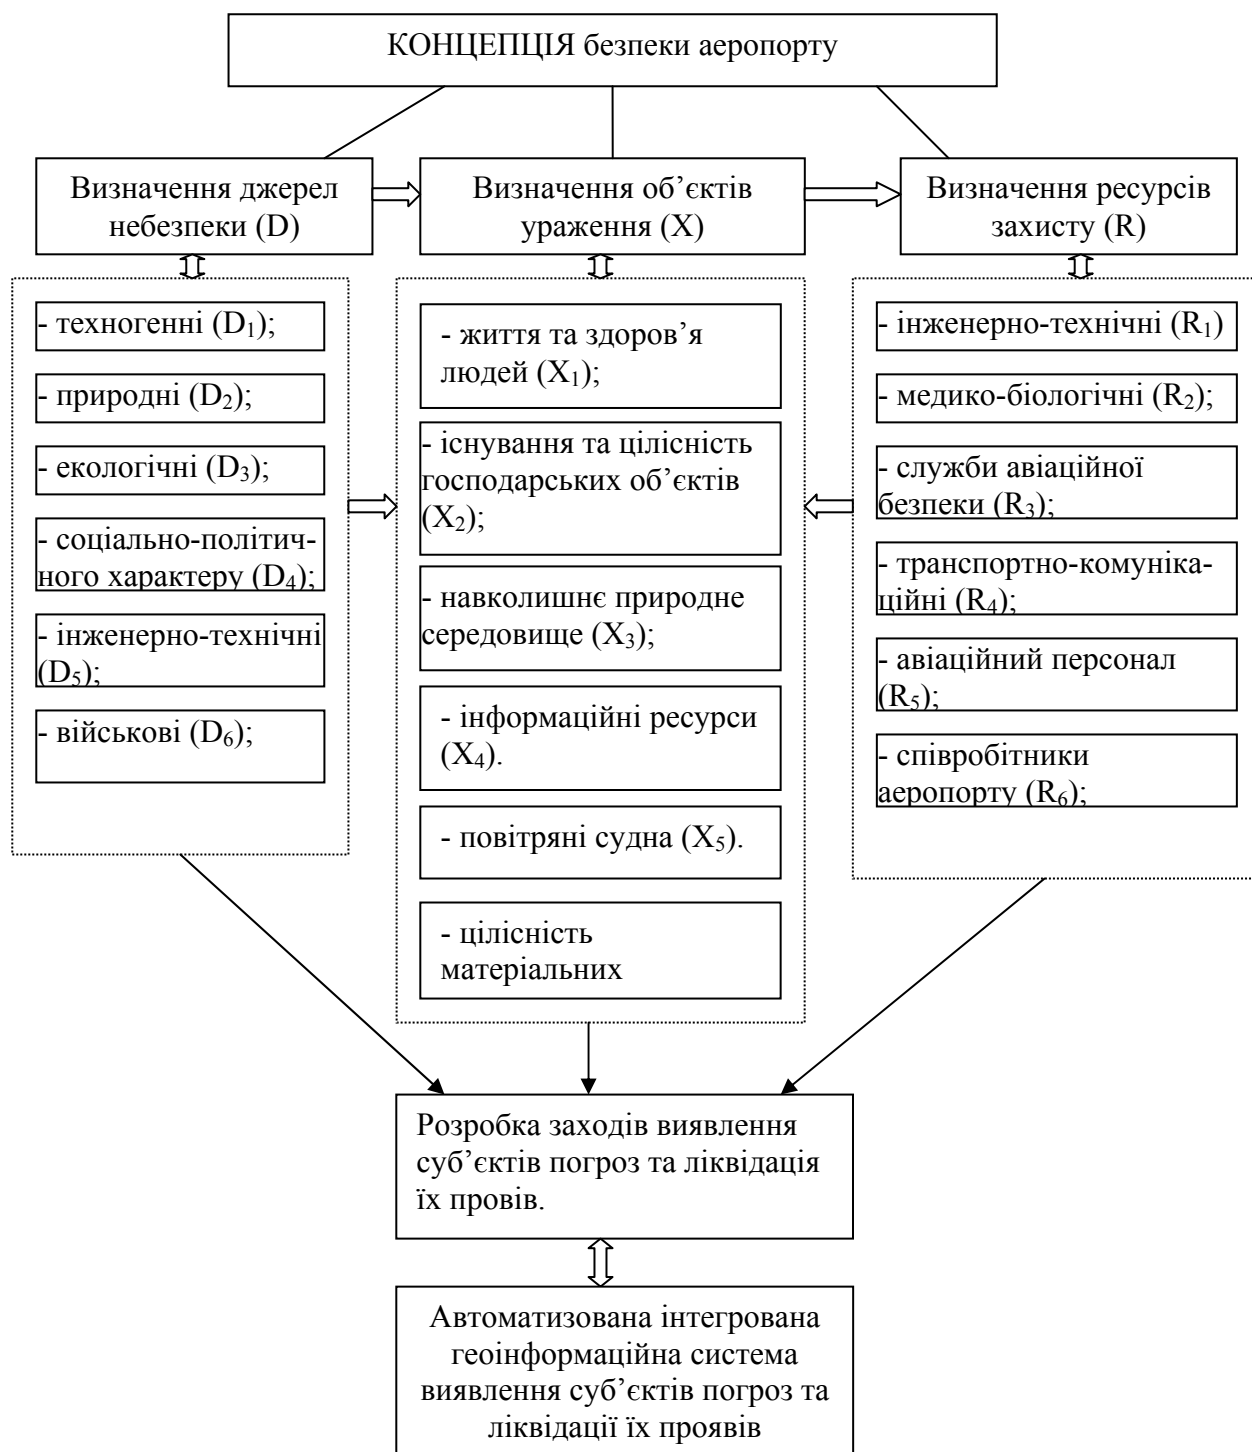 КОНЦЕПЦІЯ безпеки аеропорту
Визначення джерел
небезпеки (D)
Визначення об’єктів
ураження (X)
Визначення ресурсів
захисту (R)
- техногенні (D₁);
- природні (D₂);
- екологічні (D₃);
- соціально-політич-
ного характеру (D₄);
- інженерно-технічні
(D₅);
- військові (D₆);
- життя та здоров’я
людей (X₁);
- існування та цілісність
господарських об’єктів
(X₂);
- навколишнє природне
середовище (X₃);
- інформаційні ресурси
(X₄).
- повітряні судна (X₅).
- цілісність
матеріальних
- інженерно-технічні (R₁)
- медико-біологічні (R₂);
- служби авіаційної
безпеки (R₃);
- транспортно-комуніка-
ційні (R₄);
- авіаційний персонал
(R₅);
- співробітники
аеропорту (R₆);
Розробка заходів виявлення
суб’єктів погроз та ліквідація
їх провів.
Автоматизована інтегрована
геоінформаційна система
виявлення суб’єктів погроз та
ліквідації їх проявів